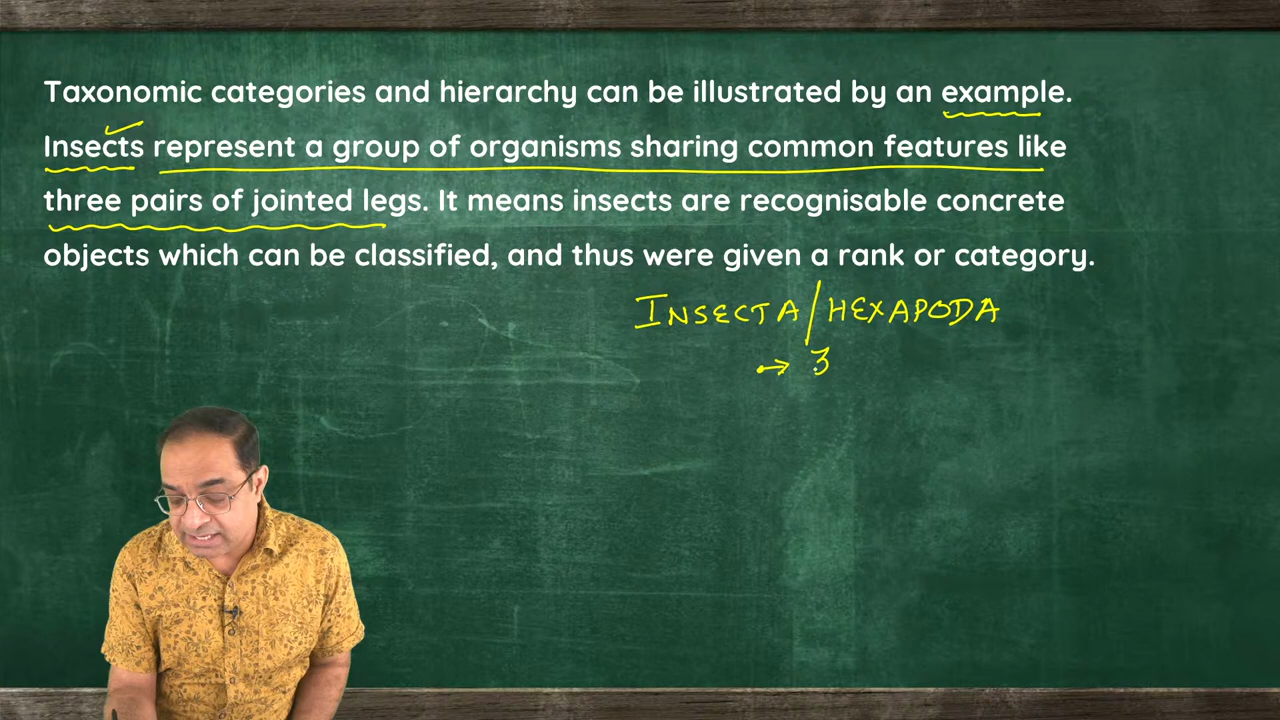 Taxonomic categories and hierarchy can be illustrated by an example.
Insects represent a group of organisms sharing common features like
three pairs of jointed legs. It means insects are recognisable concrete
objects which can be classified, and thus were given a rank or category.
INSECTA/HEXAPODA
→ 3